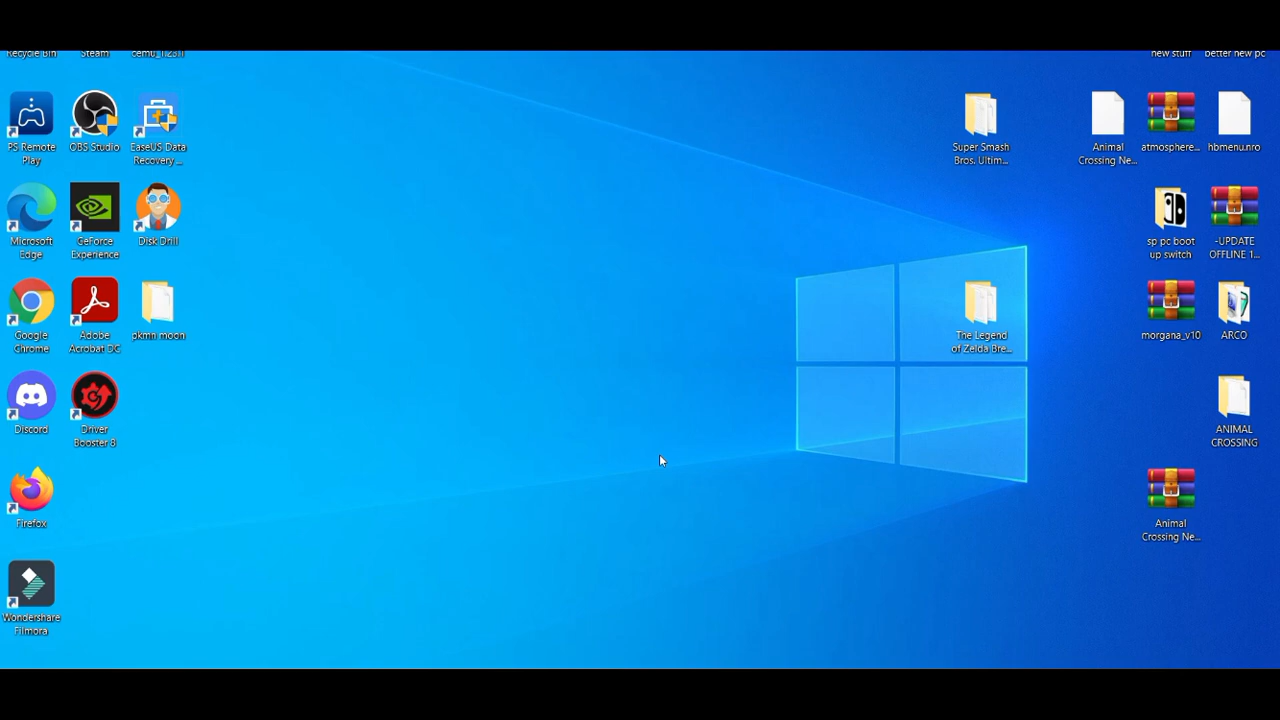 Recycle Bin
Steam
cemu_1.23.1f
new stuff
better new pc
PS Remote
Play
OBS Studio
EaseUS Data
Recovery ...
Super Smash
Bros. Ultim...
Animal
Crossing Ne...
atmosphere...
hbmenu.nro
Microsoft
Edge
GeForce
Experience
Disk Drill
sp pc boot
up switch
-UPDATE
OFFLINE 1...
Google
Chrome
Adobe
Acrobat DC
pkmn moon
The Legend
of Zelda Bre...
morgana_v10
ARCO
Discord
Driver
Booster 8
ANIMAL
CROSSING
Firefox
Animal
Crossing Ne...
Wondershare
Filmora